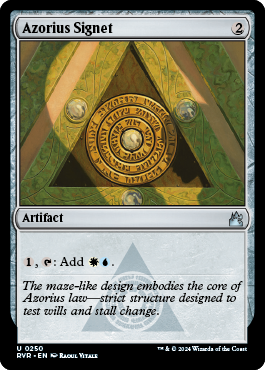 Azorius Signet 2
Artifact
1, : Add .
The maze-like design embodies the core of
Azorius law—strict structure designed to
test wills and stall change.
U 0250
RVR • EN Raoul Vitale
™ & © 2024 Wizards of the Coast